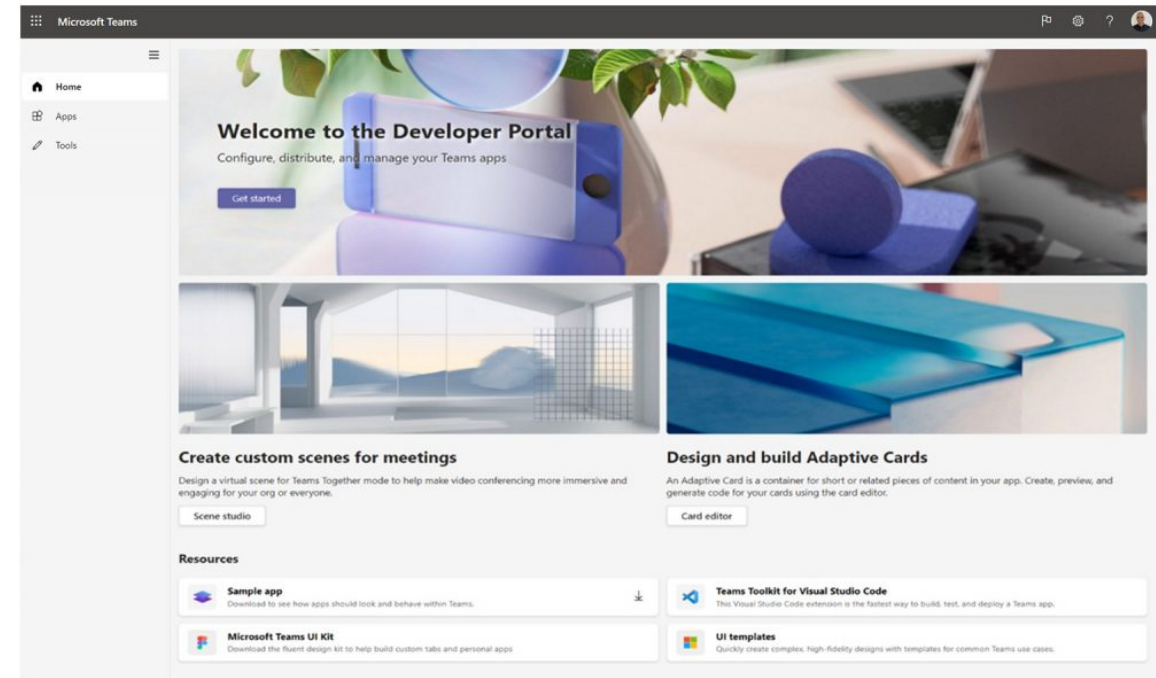 Microsoft Teams
?
Home
Apps
Tools
Welcome to the Developer Portal
Configure, distribute, and manage your Teams apps
Get started
Create custom scenes for meetings
Design a virtual scene for Teams Together mode to help make video conferencing more immersive and
engaging for your org or everyone.
Scene studio
Design and build Adaptive Cards
An Adaptive Card is a container for short or related pieces of content in your app. Create, preview, and
generate code for your cards using the card editor.
Card editor
Resources
Sample app
Download to see how apps should look and behave within Teams.
Teams Toolkit for Visual Studio Code
This Visual Studio Code extension is the fastest way to build, test, and deploy a Teams app.
Microsoft Teams UI Kit
Download the fluent design kit to help build custom tabs and personal apps
UI templates
Quickly create complex, high-fidelity designs with templates for common Teams use cases.